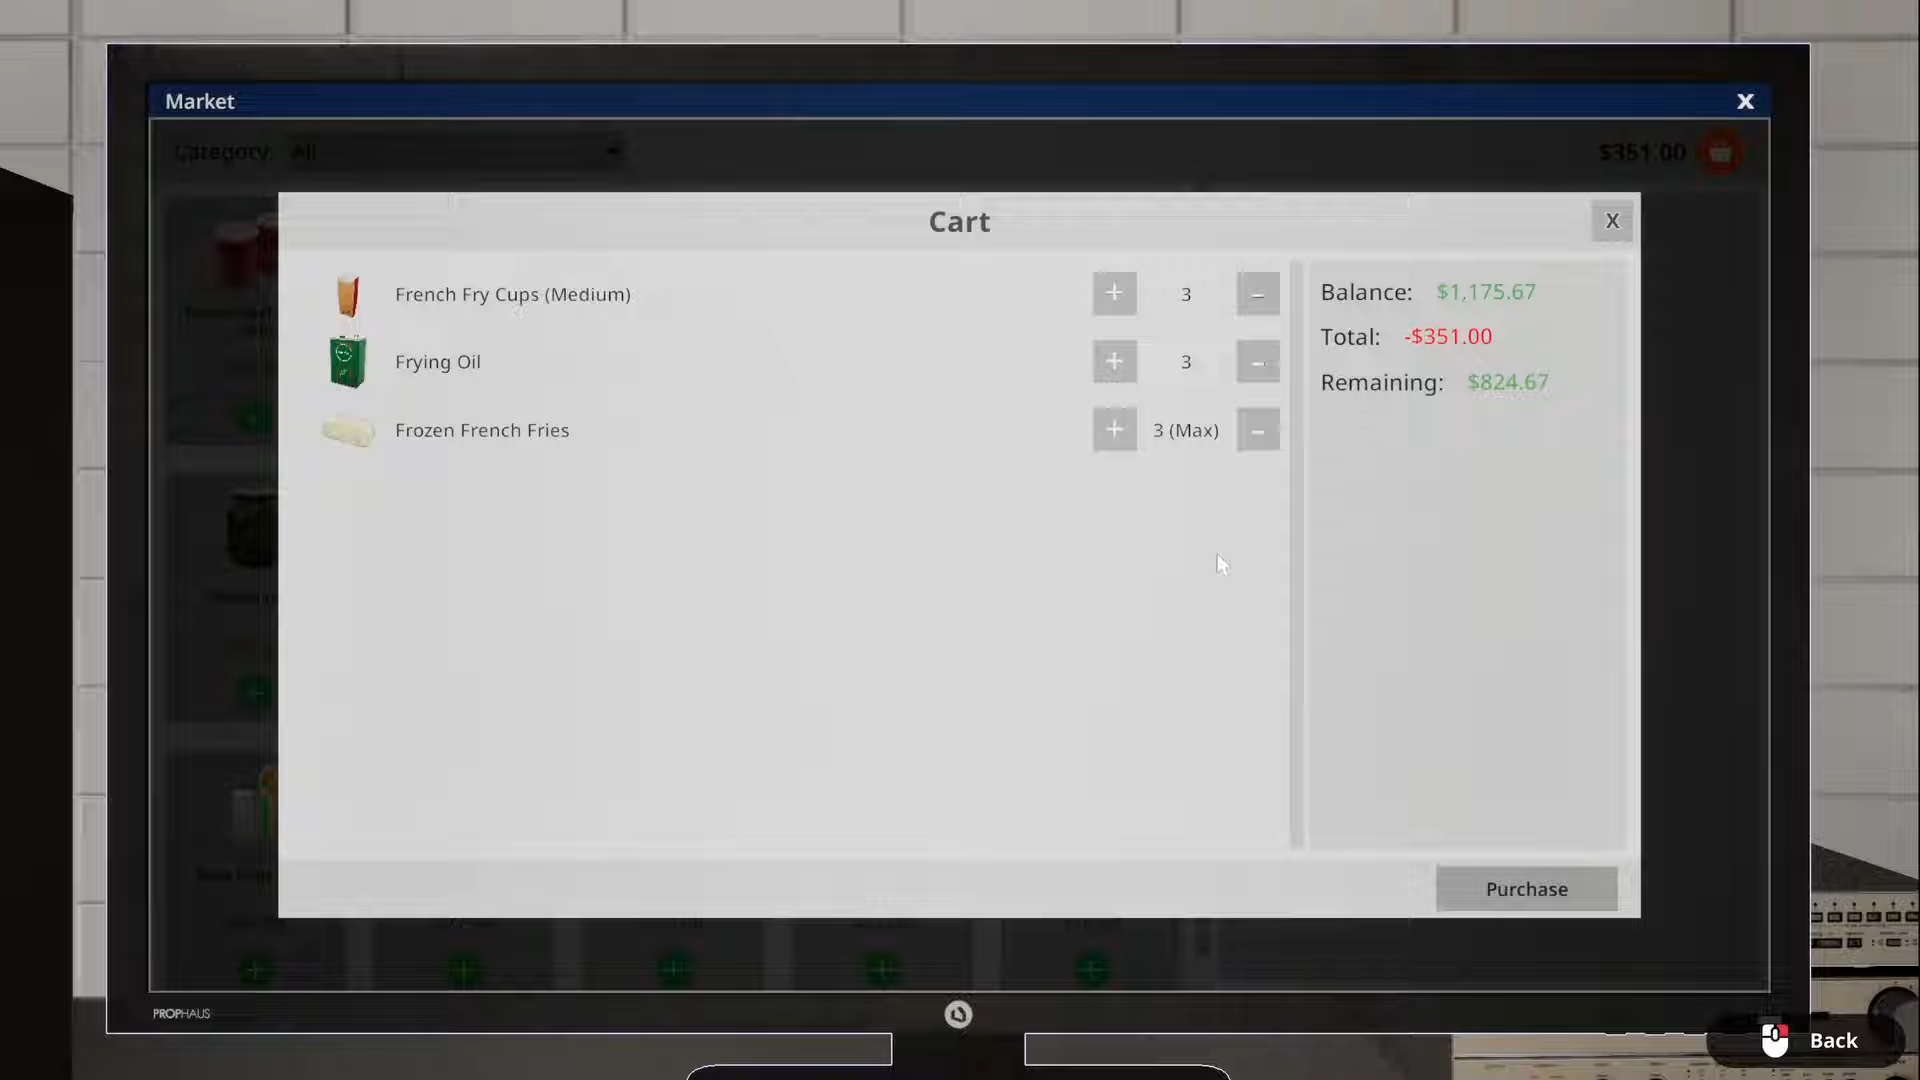 Market
X
Category: All
$351.00
Cart
X
French Fry Cups (Medium)
+ 3 -
Balance: $1,175.67
Total: -$351.00
Frying Oil
+ 3 -
Remaining: $824.67
Frozen French Fries
+ 3 (Max) -
Purchase
PROPHAUS
Back